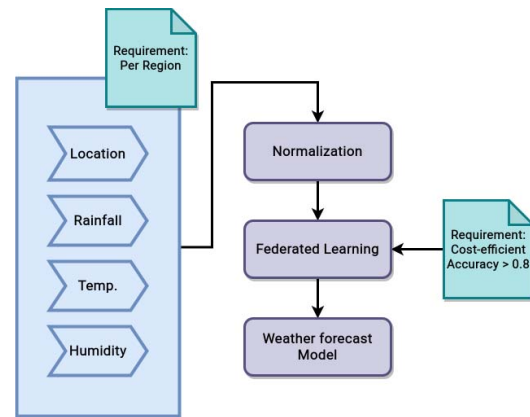 Requirement:
Per Region
Location
Rainfall
Temp.
Humidity
Normalization
Federated Learning
Weather forecast
Model
Requirement:
Cost-efficient
Accuracy > 0.8